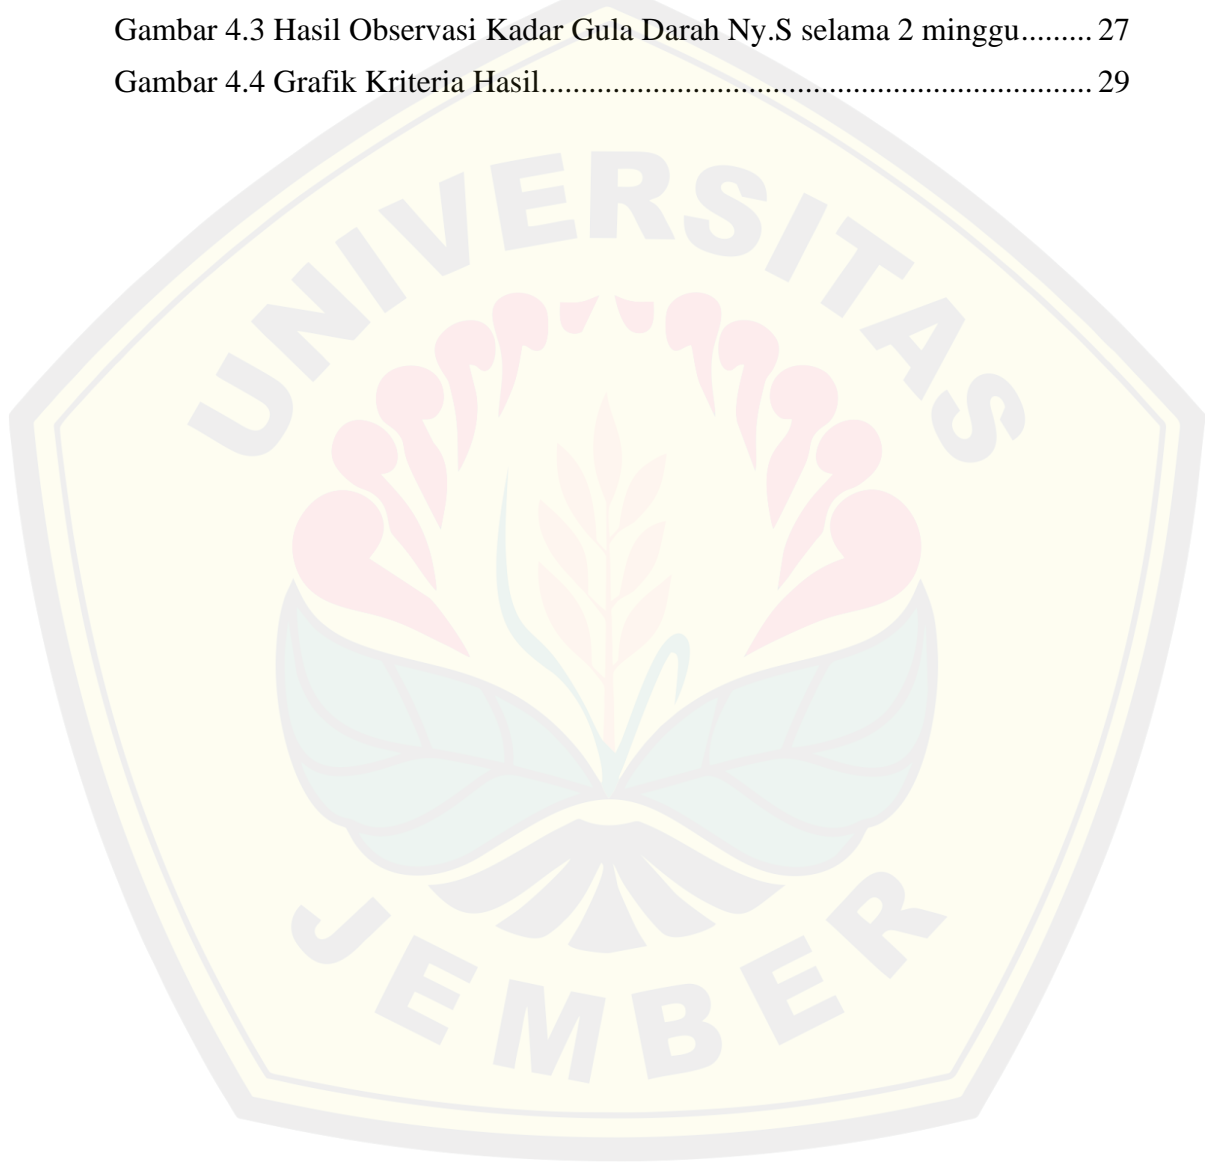 Gambar 4.3 Hasil Observasi Kadar Gula Darah Ny.S selama 2 minggu......... 27
Gambar 4.4 Grafik Kriteria Hasil..................................................................... 29
UNIVERSITAS
JEMBER